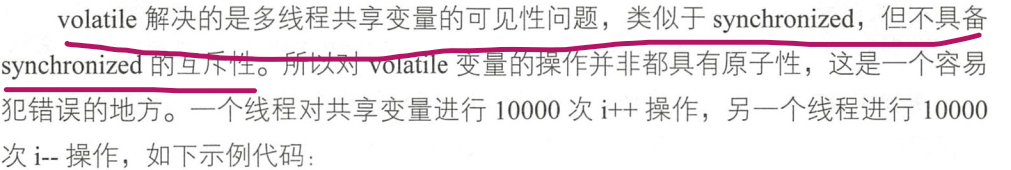 volatile 解决的是多线程共享变量的可见性问题，类似于 synchronized，但不具备
synchronized 的互斥性。所以对 volatile 变量的操作并非都具有原子性，这是一个容易
犯错误的地方。一个线程对共享变量进行 10000 次 i++ 操作，另一个线程进行 10000
次 i-- 操作，如下示例代码：